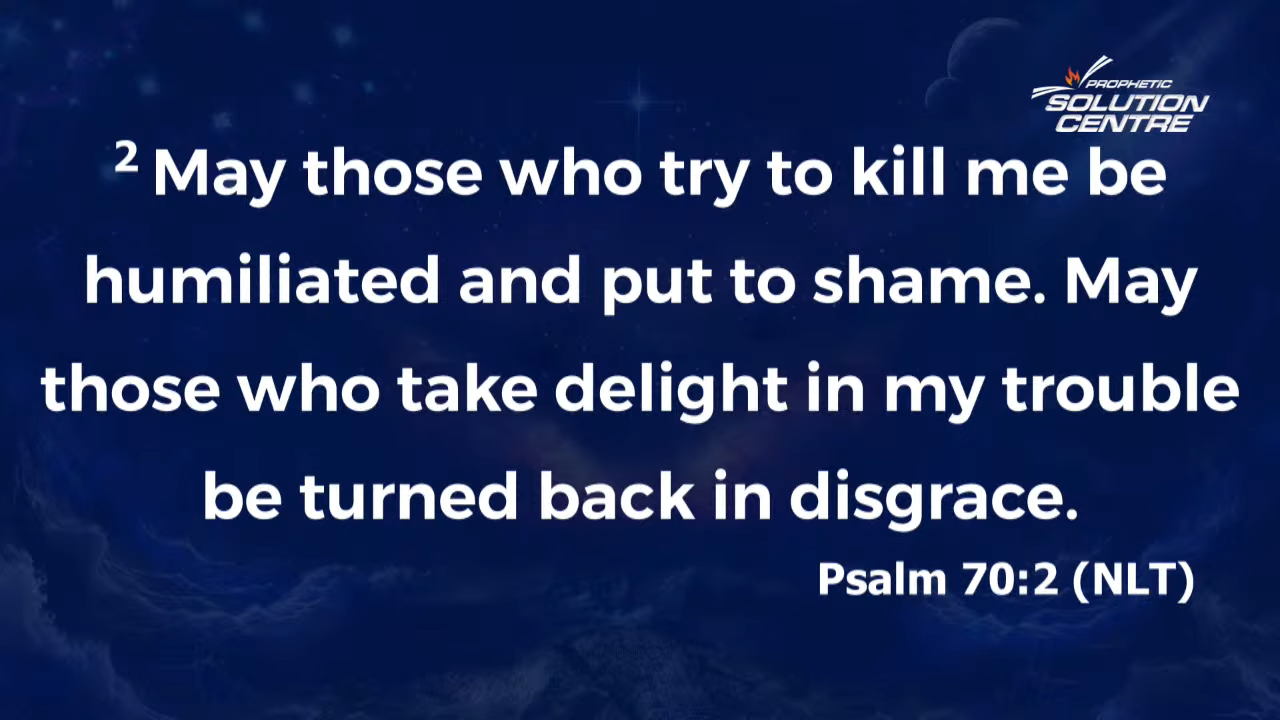 PROPHETIC
SOLUTION
CENTRE
2 May those who try to kill me be
humiliated and put to shame. May
those who take delight in my trouble
be turned back in disgrace.
Psalm 70:2 (NLT)